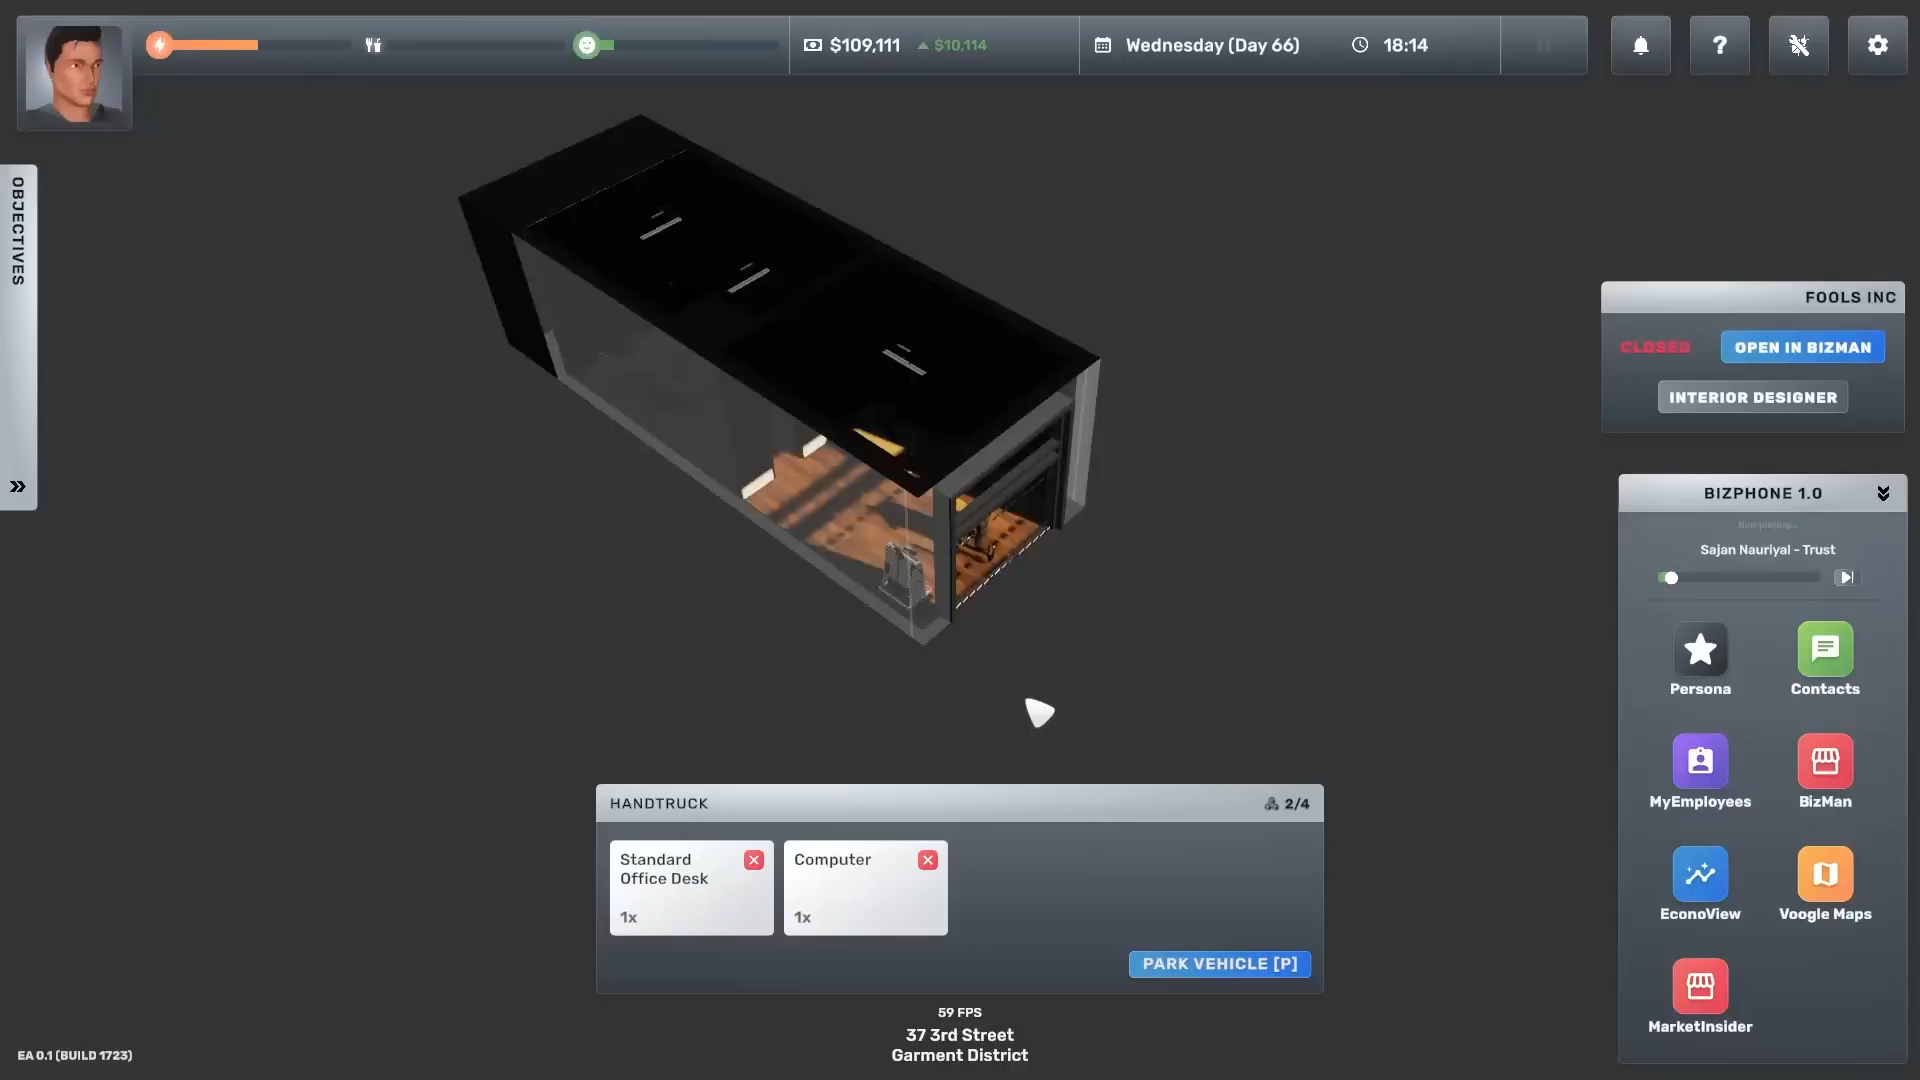 $109,111
$10,114
Wednesday (Day 66)
18:14
?
OBJECTIVES
FOOLS INC
CLOSED
OPEN IN BIZMAN
INTERIOR DESIGNER
BIZPHONE 1.0
Now playing...
Sajan Nauriyal - Trust
Persona
Contacts
MyEmployees
BizMan
EconoView
Voogle Maps
MarketInsider
HANDTRUCK
2/4
Standard
Office Desk
1x
Computer
1x
PARK VEHICLE [P]
59 FPS
37 3rd Street
Garment District
EA 0.1 (BUILD 1723)